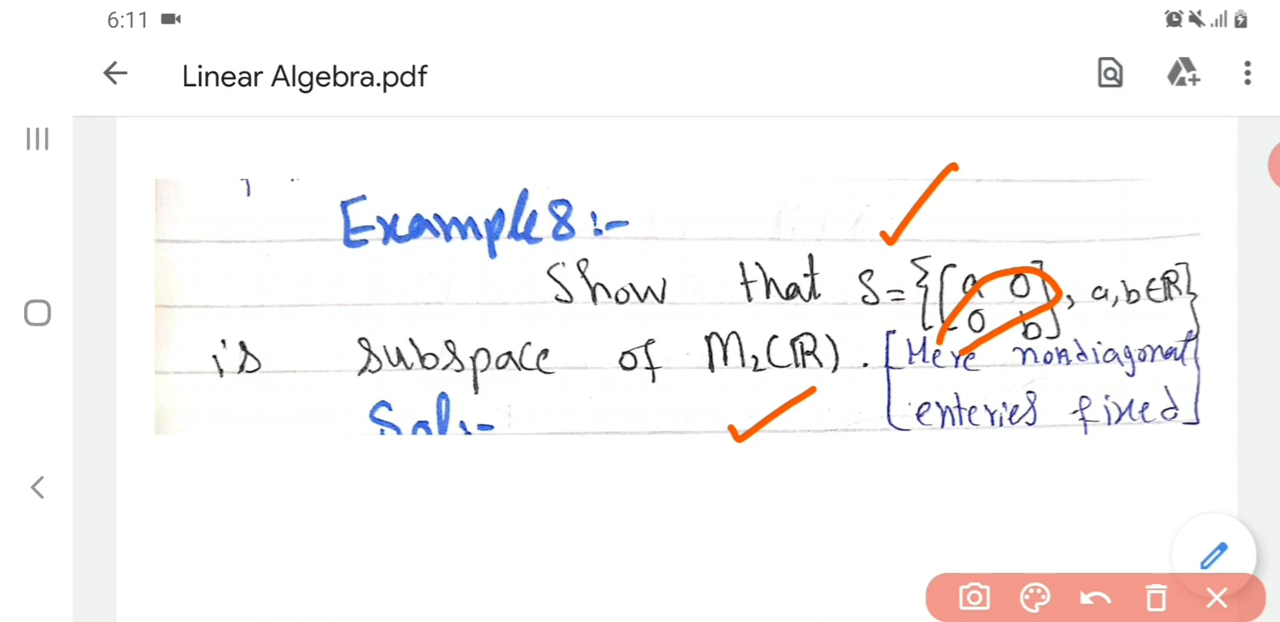 6:11
Linear Algebra.pdf
Example 8:-
Show that S={[a 0
0 b], a,b∈ℝ}
is subspace of M₂(ℝ). [Here nondiagonal
enteries fixed]
Sol:-